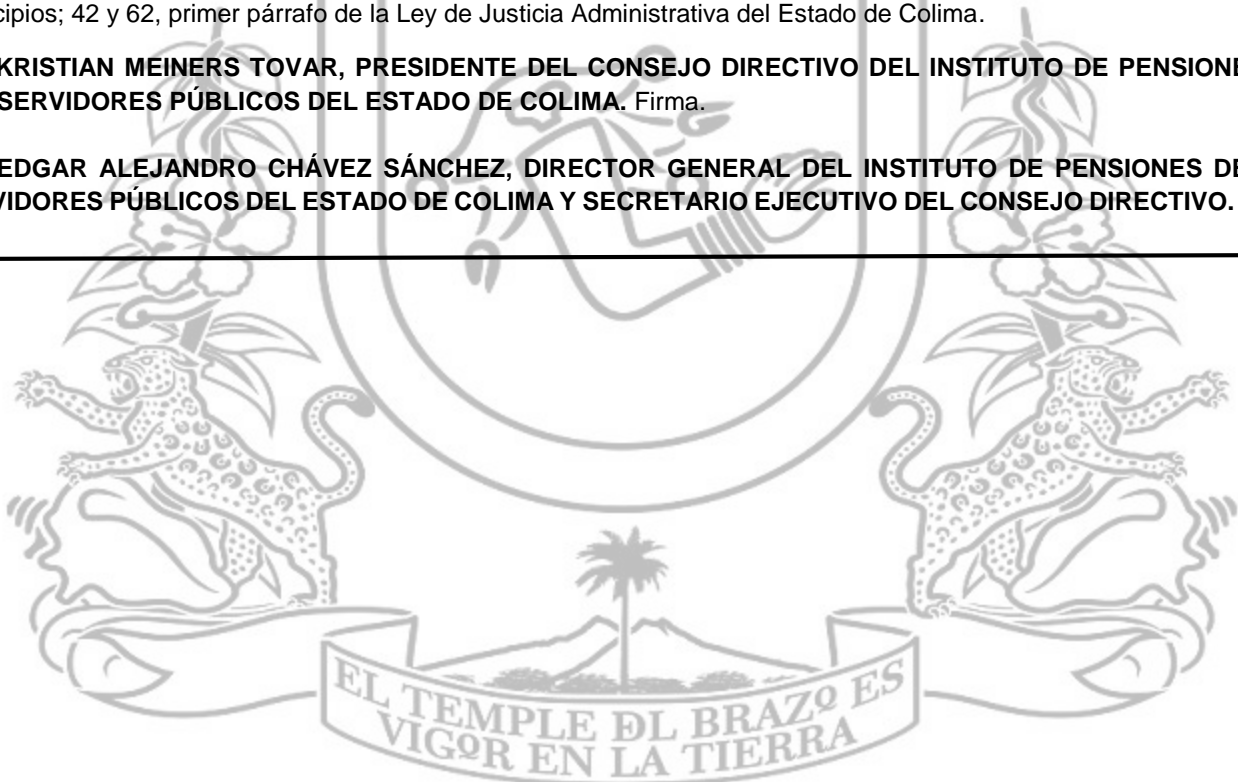 cipios; 42 y 62, primer párrafo de la Ley de Justicia Administrativa del Estado de Colima.
KRISTIAN MEINERS TOVAR, PRESIDENTE DEL CONSEJO DIRECTIVO DEL INSTITUTO DE PENSIONE
SERVIDORES PÚBLICOS DEL ESTADO DE COLIMA. Firma.
EDGAR ALEJANDRO CHÁVEZ SÁNCHEZ, DIRECTOR GENERAL DEL INSTITUTO DE PENSIONES DE
VIDORES PÚBLICOS DEL ESTADO DE COLIMA Y SECRETARIO EJECUTIVO DEL CONSEJO DIRECTIVO.
EL TEMPLE ĐL BRAZº ES
VIGºR EN LA TIERRA